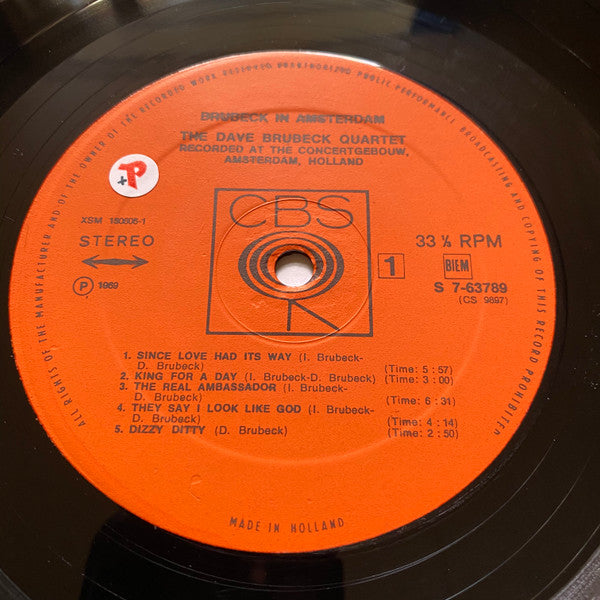 ALL RIGHTS OF THE MANUFACTURER AND OF THE OWNER OF THE RECORDED WORK RESERVED UNAUTHORIZED PUBLIC PERFORMANCE BROADCASTING AND COPYING OF THIS RECORD PROHIBITED
BRUBECK IN AMSTERDAM
THE DAVE BRUBECK QUARTET
RECORDED AT THE CONCERTGEBOUW,
AMSTERDAM, HOLLAND
+P
XSM 150505-1
CBS
STEREO
33 ⅓ RPM
1
BIEM
S 7-63789
(CS 9897)
P 1969
1. SINCE LOVE HAD ITS WAY (I. Brubeck-
D. Brubeck) (Time: 5 : 57)
2. KING FOR A DAY (I. Brubeck-D. Brubeck) (Time: 3 : 00)
3. THE REAL AMBASSADOR (I. Brubeck-
D. Brubeck) (Time: 6 : 31)
4. THEY SAY I LOOK LIKE GOD (I. Brubeck-
D. Brubeck) (Time: 4 : 14)
5. DIZZY DITTY (D. Brubeck) (Time: 2 : 50)
MADE IN HOLLAND